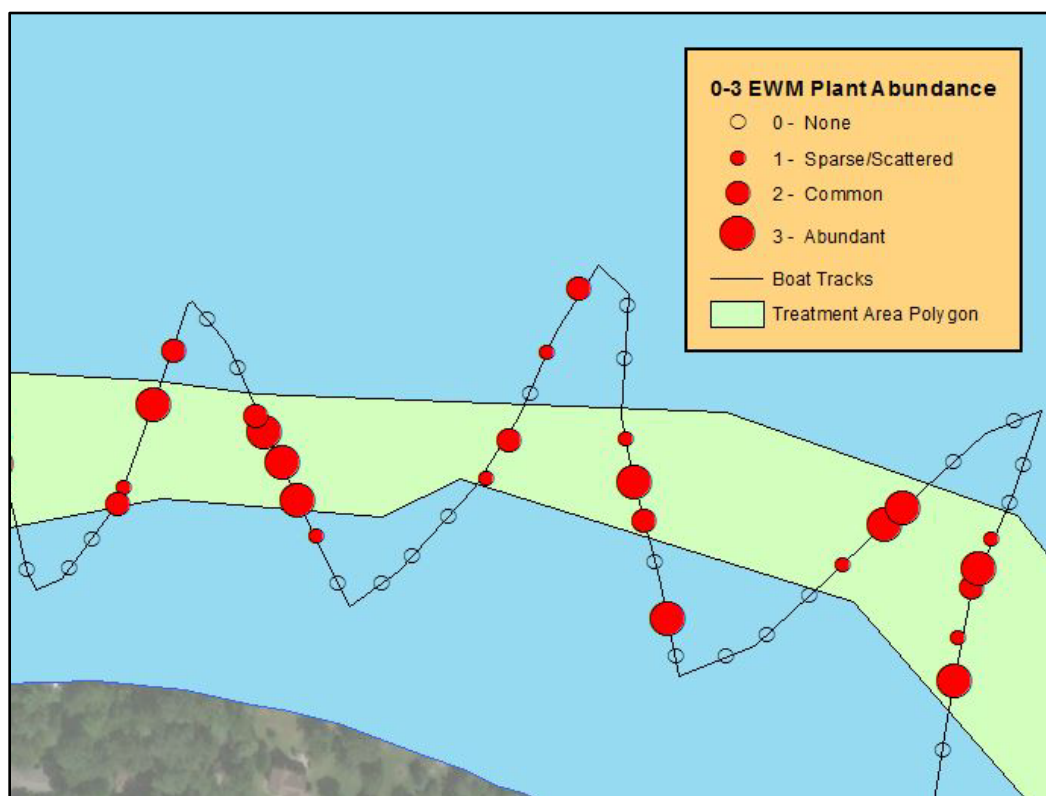 0-3 EWM Plant Abundance
0 - None
1 - Sparse/Scattered
2 - Common
3 - Abundant
Boat Tracks
Treatment Area Polygon